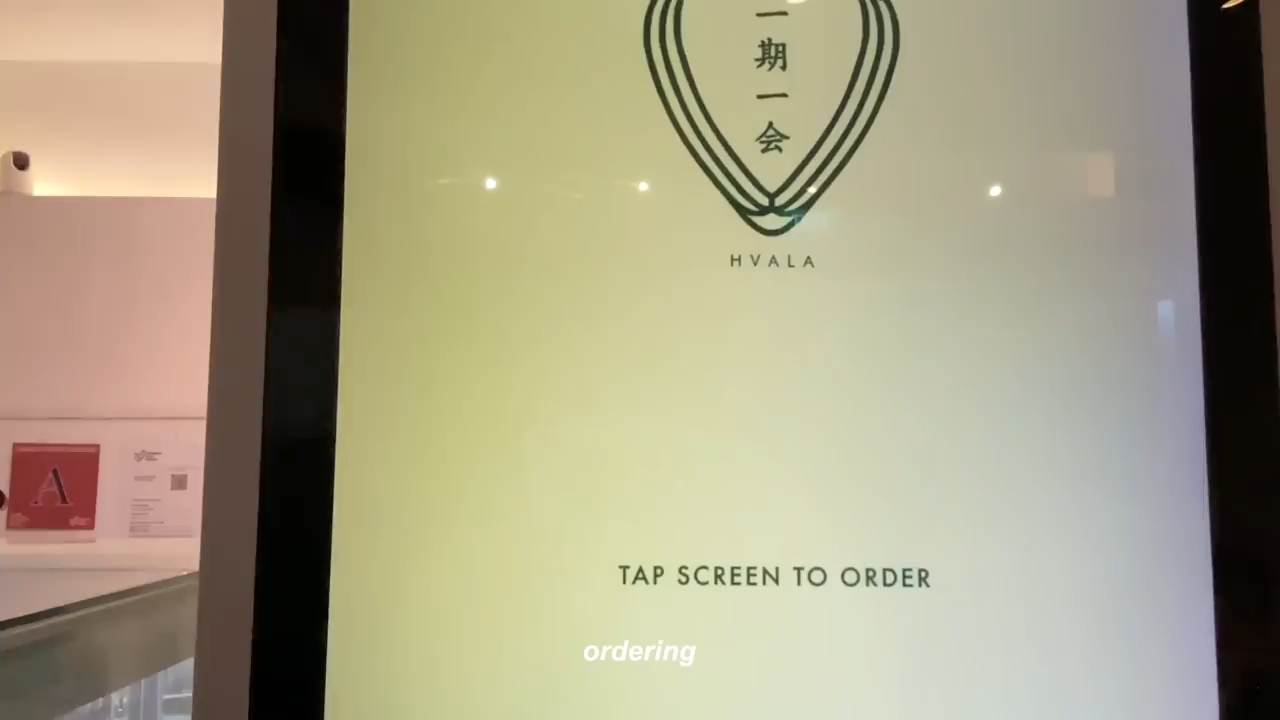 一期一会
HVALA
A
TAP SCREEN TO ORDER
ordering